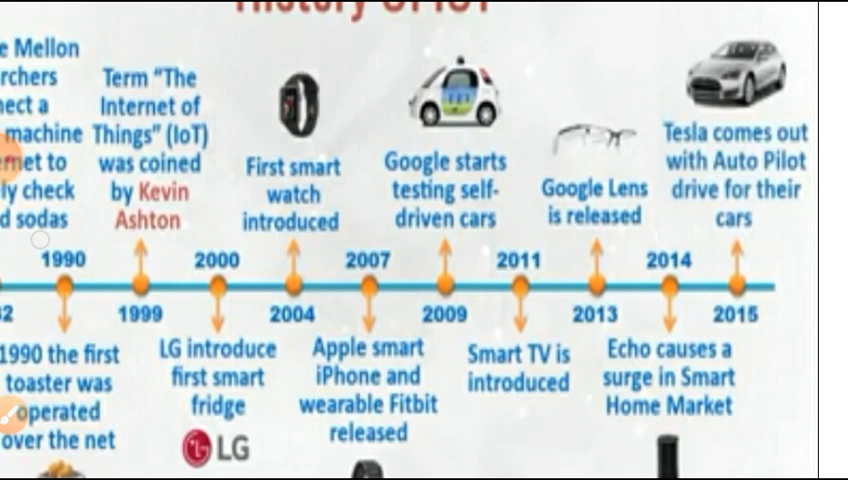 History Of IOT
e Mellon
rchers
nect a
machine
rnet to
ly check
d sodas
Term “The
Internet of
Things” (IoT)
was coined
by Kevin
Ashton
First smart
watch
introduced
Google starts
testing self-
driven cars
Google Lens
is released
Tesla comes out
with Auto Pilot
drive for their
cars
1990
2000
2007
2011
2014
1999
2004
2009
2013
2015
1990 the first
toaster was
operated
over the net
LG introduce
first smart
fridge
LG
Apple smart
iPhone and
wearable Fitbit
released
Smart TV is
introduced
Echo causes a
surge in Smart
Home Market